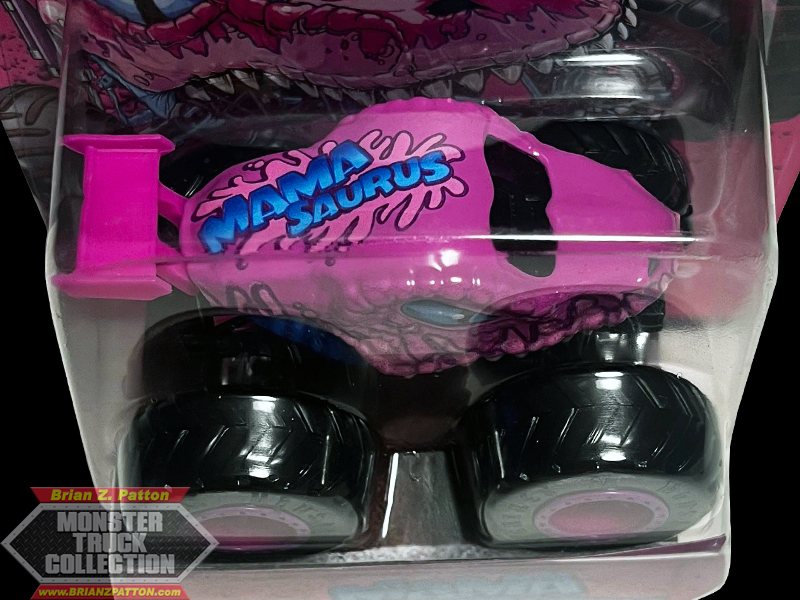 MAMA
SAURUS
Brian Z. Patton
MONSTER
TRUCK
COLLECTION
www.BRIANZPATTON.com